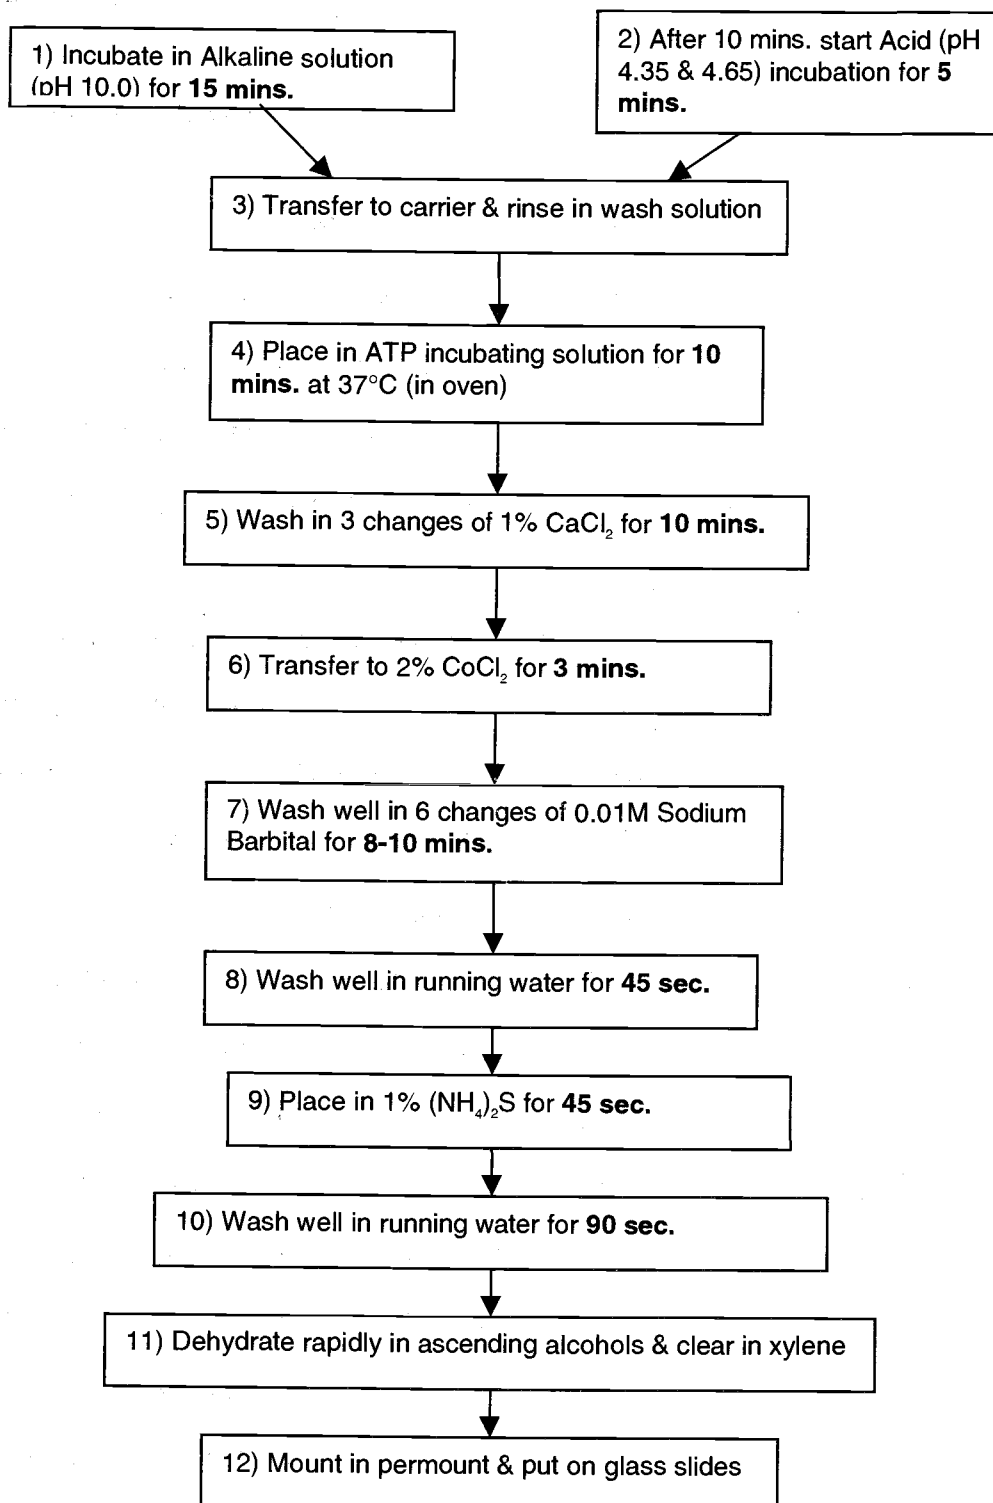 1) Incubate in Alkaline solution
(pH 10.0) for 15 mins.
2) After 10 mins. start Acid (pH
4.35 & 4.65) incubation for 5
mins.
3) Transfer to carrier & rinse in wash solution
4) Place in ATP incubating solution for 10
mins. at 37°C (in oven)
5) Wash in 3 changes of 1% CaCl₂ for 10 mins.
6) Transfer to 2% CoCl₂ for 3 mins.
7) Wash well in 6 changes of 0.01M Sodium
Barbital for 8-10 mins.
8) Wash well in running water for 45 sec.
9) Place in 1% (NH₄)₂S for 45 sec.
10) Wash well in running water for 90 sec.
11) Dehydrate rapidly in ascending alcohols & clear in xylene
12) Mount in permount & put on glass slides